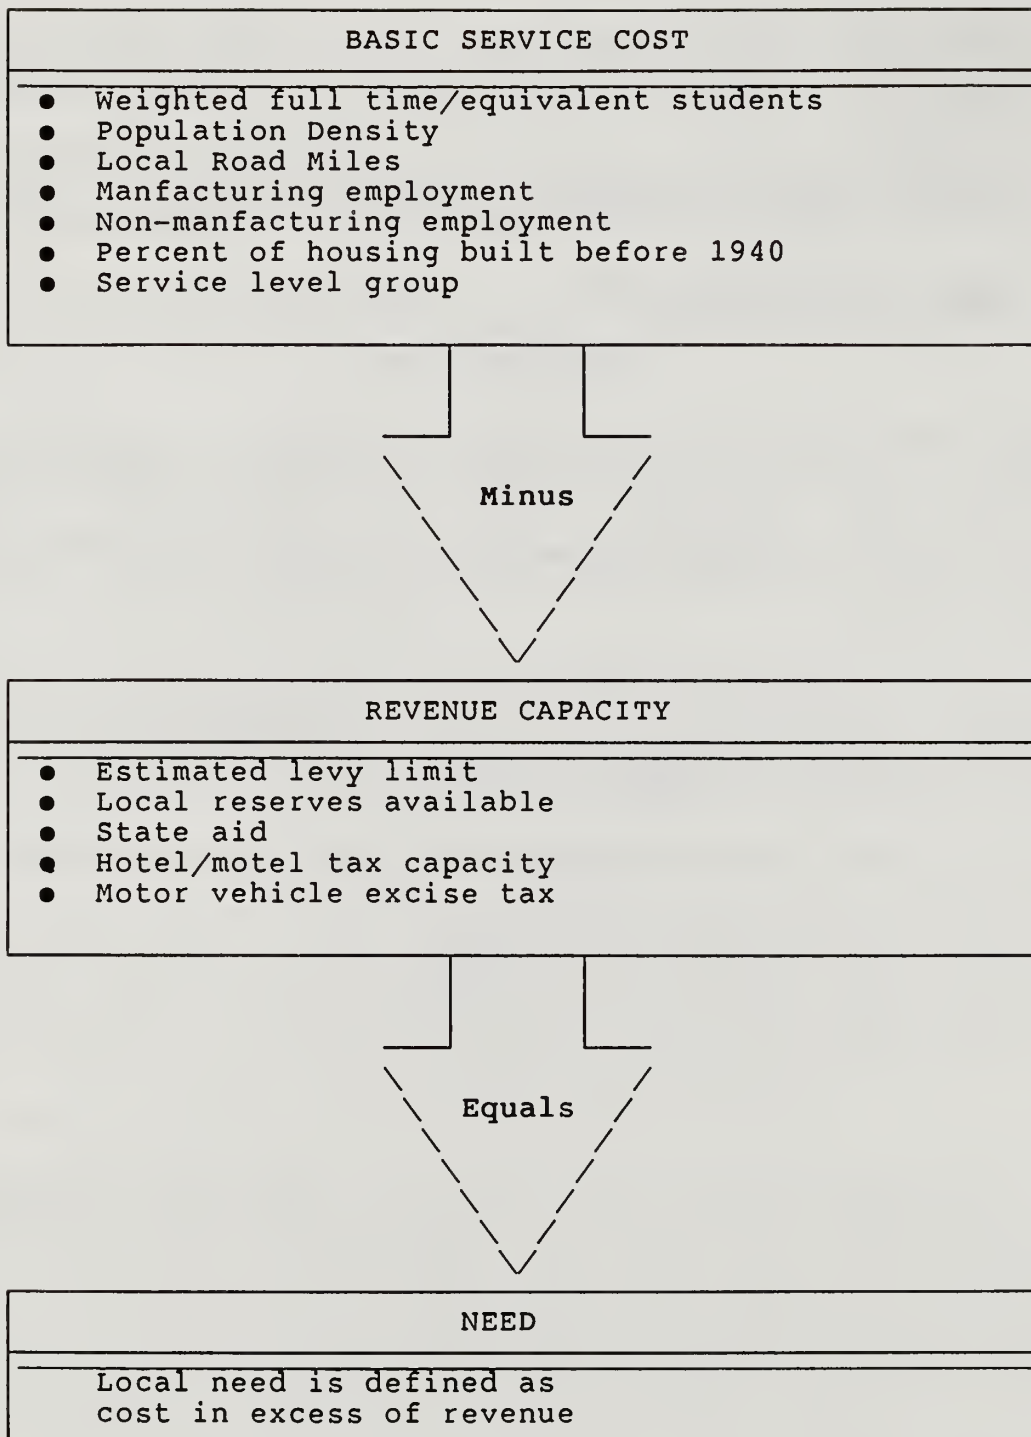 BASIC SERVICE COST
● Weighted full time/equivalent students
● Population Density
● Local Road Miles
● Manfacturing employment
● Non-manfacturing employment
● Percent of housing built before 1940
● Service level group
Minus
REVENUE CAPACITY
● Estimated levy limit
● Local reserves available
● State aid
● Hotel/motel tax capacity
● Motor vehicle excise tax
Equals
NEED
Local need is defined as
cost in excess of revenue